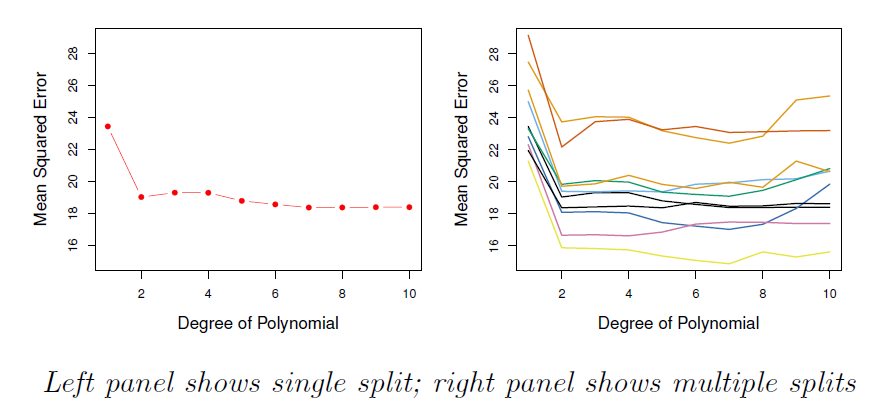 Mean Squared Error
28
26
24
22
20
18
16
2 4 6 8 10
Degree of Polynomial
Mean Squared Error
28
26
24
22
20
18
16
2 4 6 8 10
Degree of Polynomial
Left panel shows single split; right panel shows multiple splits